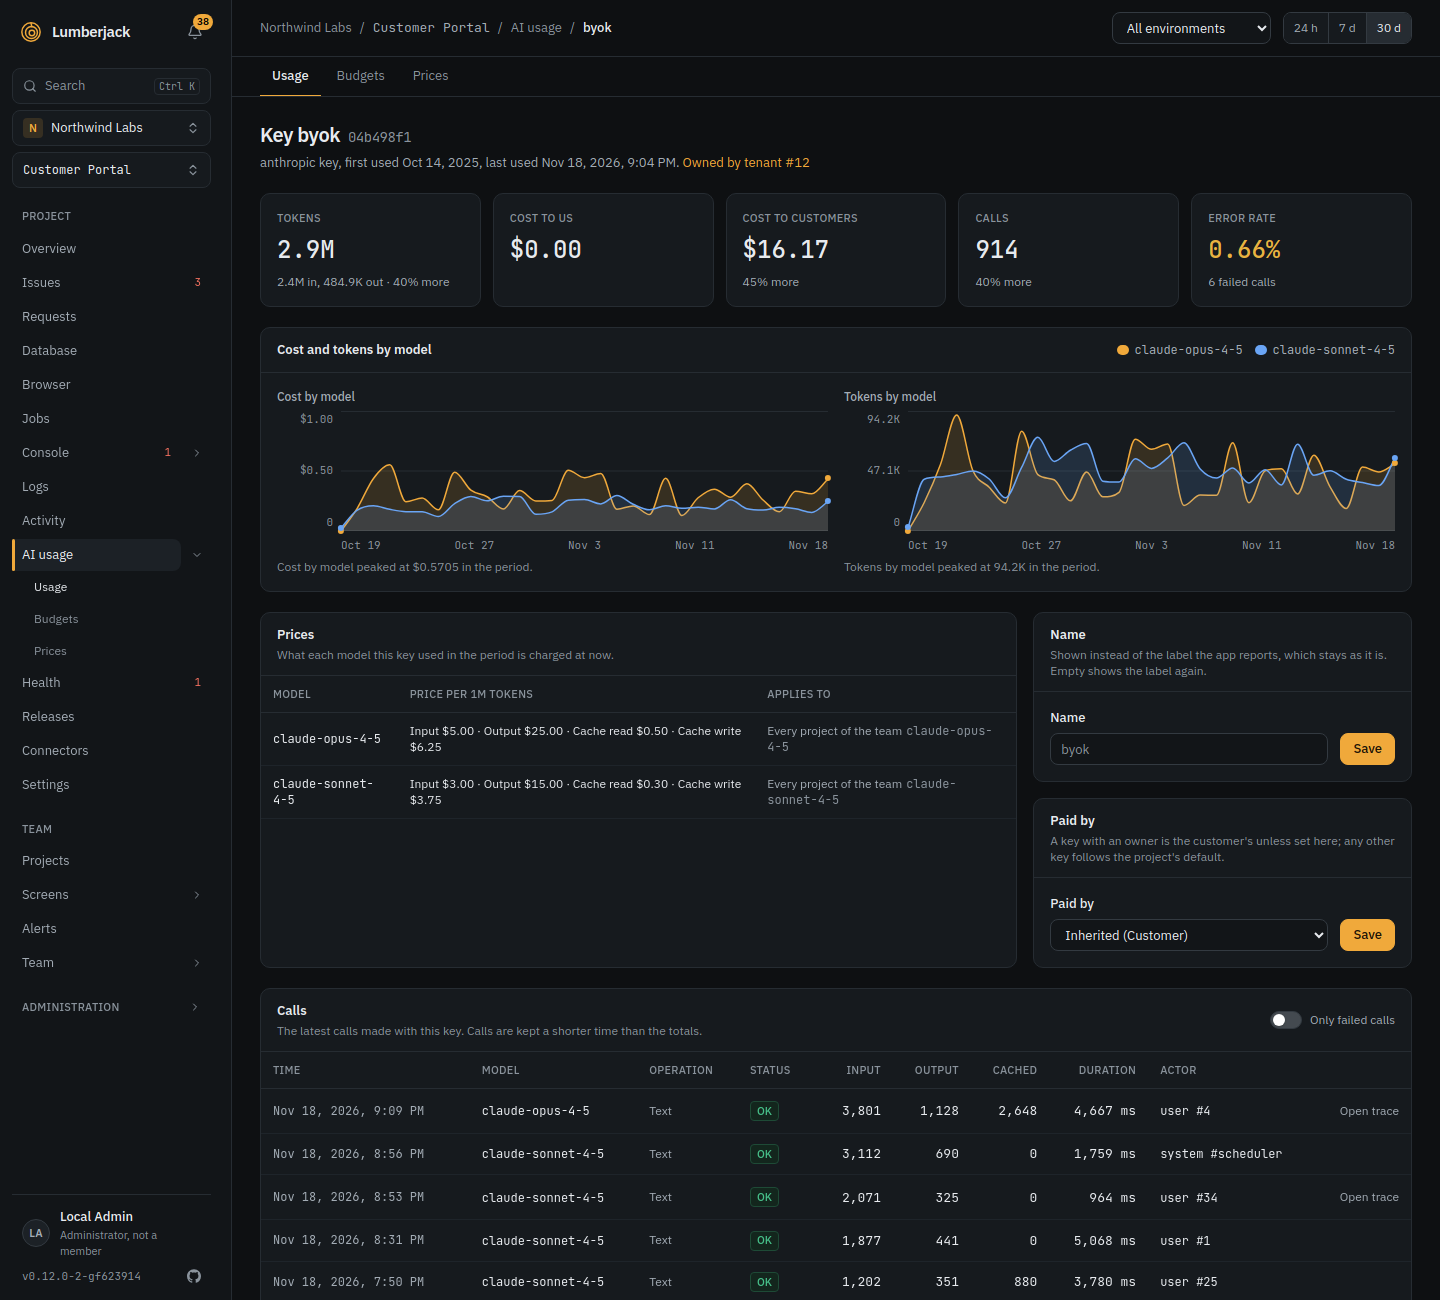 Lumberjack
38
Search
Ctrl K
N Northwind Labs
Customer Portal
PROJECT
Overview
Issues 3
Requests
Database
Browser
Jobs
Console 1
Logs
Activity
AI usage
Usage
Budgets
Prices
Health 1
Releases
Connectors
Settings
TEAM
Projects
Screens
Alerts
Team
ADMINISTRATION
LA
Local Admin
Administrator, not a
member
v0.12.0-2-gf623914
Northwind Labs / Customer Portal / AI usage / byok
All environments
24 h 7 d 30 d
Usage Budgets Prices
Key byok 04b498f1
anthropic key, first used Oct 14, 2025, last used Nov 18, 2026, 9:04 PM. Owned by tenant #12
TOKENS
2.9M
2.4M in, 484.9K out · 40% more
COST TO US
$0.00
COST TO CUSTOMERS
$16.17
45% more
CALLS
914
40% more
ERROR RATE
0.66%
6 failed calls
Cost and tokens by model
claude-opus-4-5 claude-sonnet-4-5
Cost by model
$1.00
$0.50
0
Oct 19 Oct 27 Nov 3 Nov 11 Nov 18
Cost by model peaked at $0.5705 in the period.
Tokens by model
94.2K
47.1K
0
Oct 19 Oct 27 Nov 3 Nov 11 Nov 18
Tokens by model peaked at 94.2K in the period.
Prices
What each model this key used in the period is charged at now.
MODEL PRICE PER 1M TOKENS APPLIES TO
claude-opus-4-5 Input $5.00 · Output $25.00 · Cache read $0.50 · Cache write Every project of the team claude-opus-
$6.25 4-5
claude-sonnet- Input $3.00 · Output $15.00 · Cache read $0.30 · Cache write Every project of the team claude-
4-5 $3.75 sonnet-4-5
Name
Shown instead of the label the app reports, which stays as it is.
Empty shows the label again.
Name
byok Save
Paid by
A key with an owner is the customer's unless set here; any other
key follows the project's default.
Paid by
Inherited (Customer) Save
Calls
The latest calls made with this key. Calls are kept a shorter time than the totals.
Only failed calls
TIME MODEL OPERATION STATUS INPUT OUTPUT CACHED DURATION ACTOR
Nov 18, 2026, 9:09 PM claude-opus-4-5 Text OK 3,801 1,128 2,648 4,667 ms user #4 Open trace
Nov 18, 2026, 8:56 PM claude-sonnet-4-5 Text OK 3,112 690 0 1,759 ms system #scheduler
Nov 18, 2026, 8:53 PM claude-sonnet-4-5 Text OK 2,071 325 0 964 ms user #34 Open trace
Nov 18, 2026, 8:31 PM claude-sonnet-4-5 Text OK 1,877 441 0 5,068 ms user #1
Nov 18, 2026, 7:50 PM claude-sonnet-4-5 Text OK 1,202 351 880 3,780 ms user #25